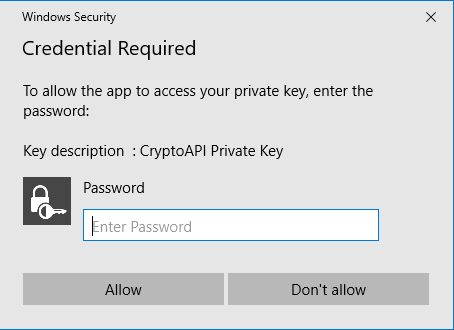 Windows Security
Credential Required
To allow the app to access your private key, enter the
password:
Key description : CryptoAPI Private Key
Password
Enter Password
Allow
Don't allow